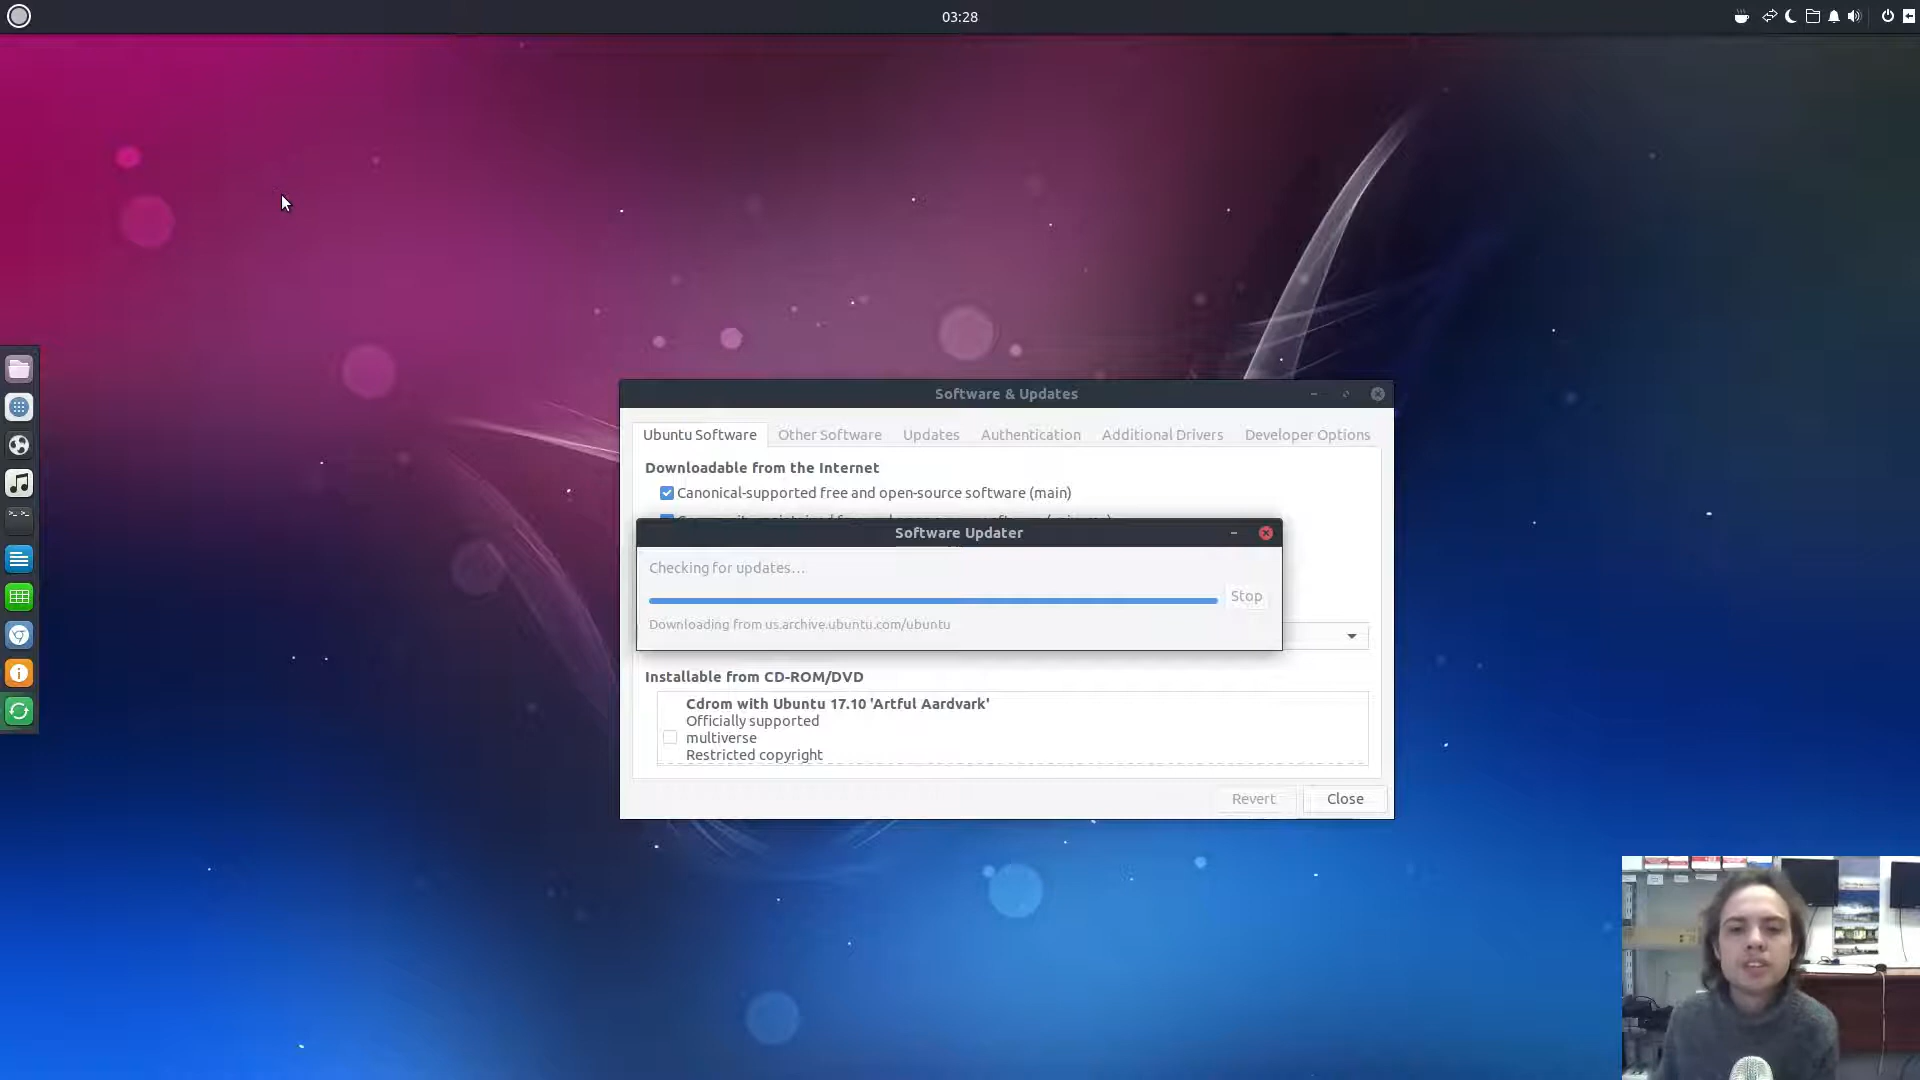 03:28
Software & Updates
Ubuntu Software
Other Software
Updates
Authentication
Additional Drivers
Developer Options
Downloadable from the Internet
Canonical-supported free and open-source software (main)
Software Updater
Checking for updates...
Stop
Downloading from us.archive.ubuntu.com/ubuntu
Installable from CD-ROM/DVD
Cdrom with Ubuntu 17.10 'Artful Aardvark'
Officially supported
multiverse
Restricted copyright
Revert
Close